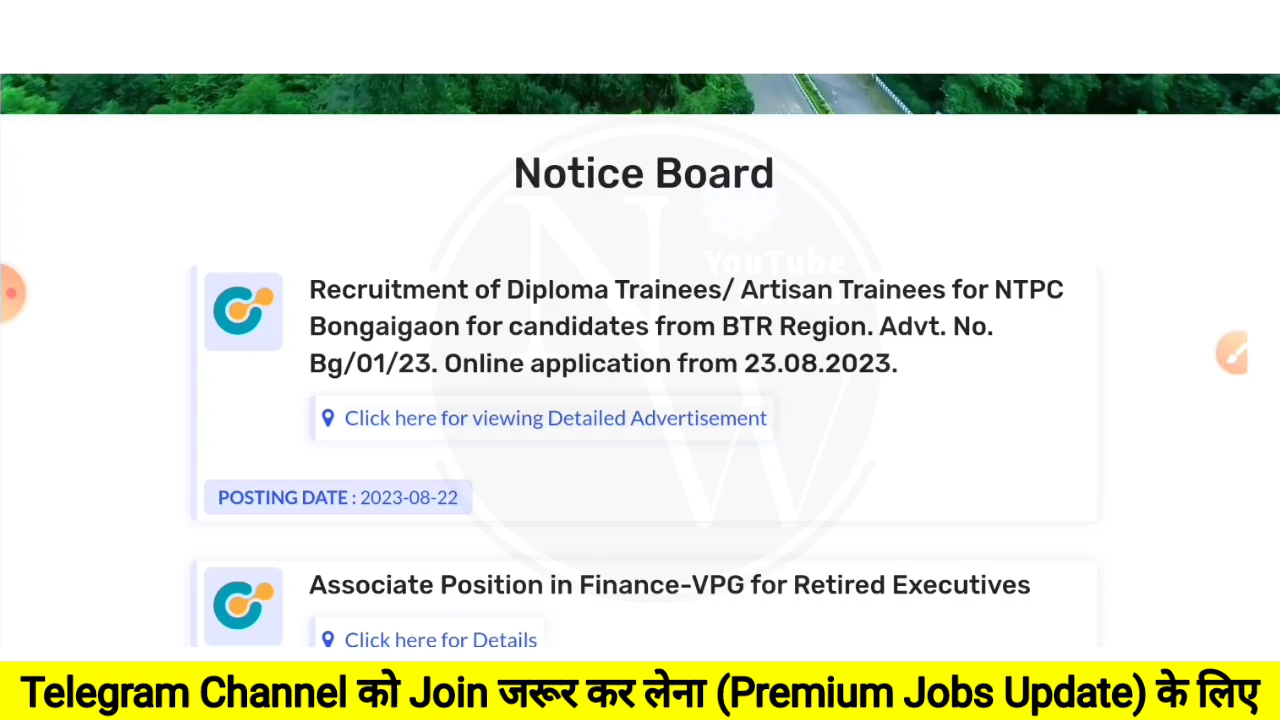 Notice Board
YouTube
Recruitment of Diploma Trainees/ Artisan Trainees for NTPC
Bongaigaon for candidates from BTR Region. Advt. No.
Bg/01/23. Online application from 23.08.2023.
Click here for viewing Detailed Advertisement
POSTING DATE : 2023-08-22
Associate Position in Finance-VPG for Retired Executives
Click here for Details
Telegram Channel को Join जरूर कर लेना (Premium Jobs Update) के लिए